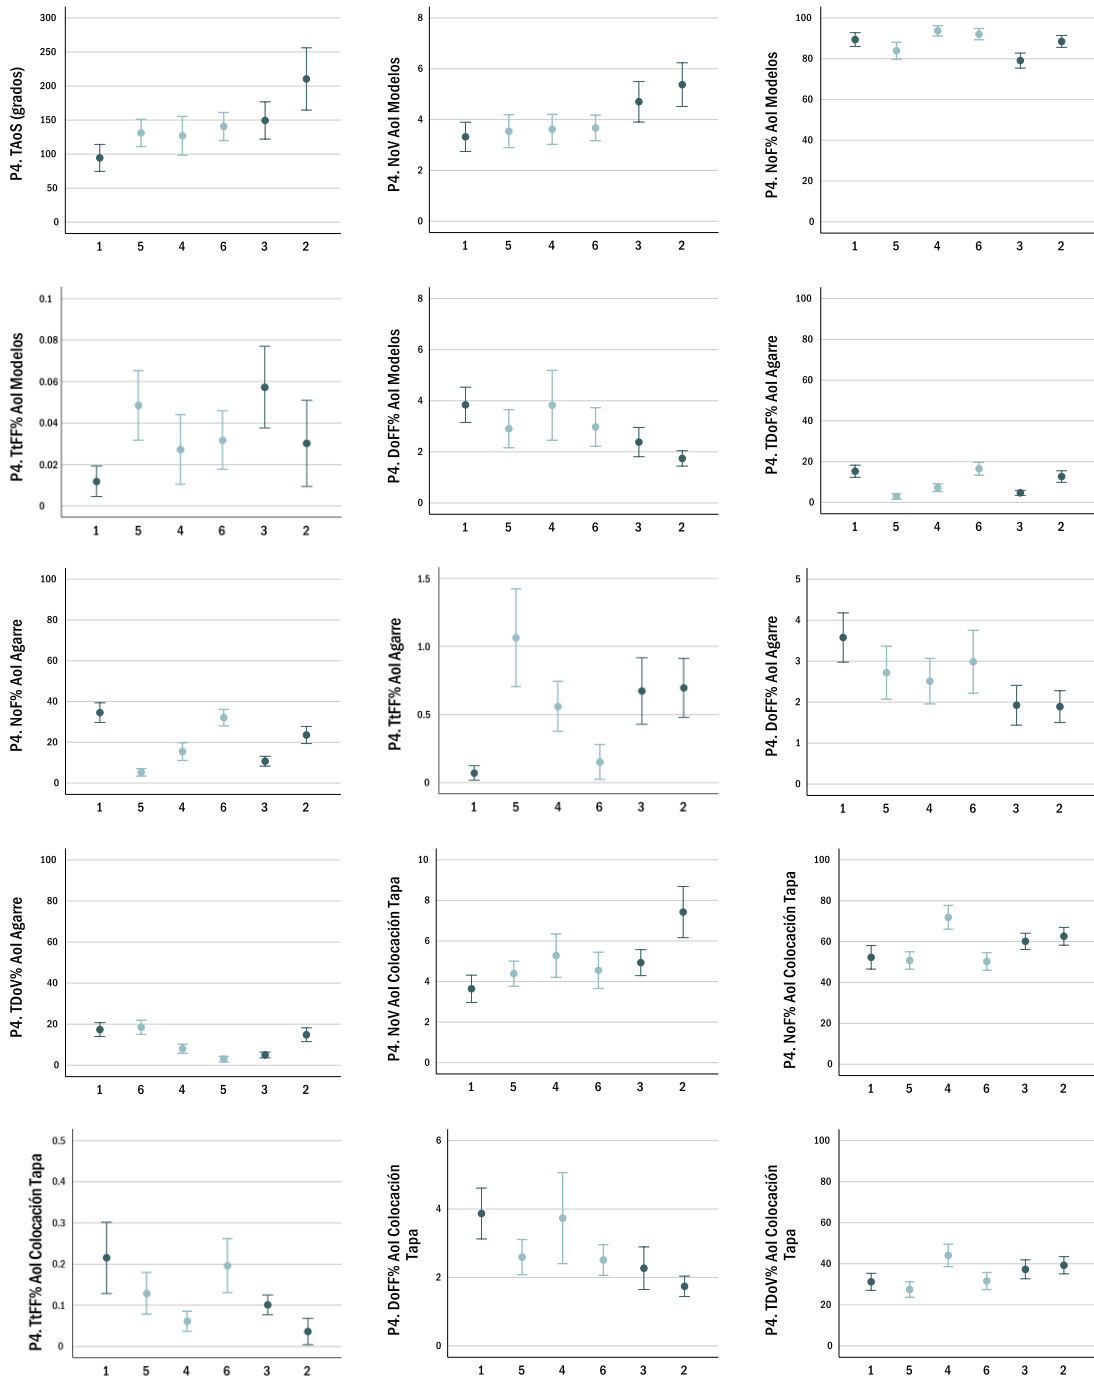 P4. TAoS (grados)
300
250
200
150
100
50
0
1 5 4 6 3 2
P4. NoV AoI Modelos
8
6
4
2
0
1 5 4 6 3 2
P4. NoF% AoI Modelos
100
80
60
40
20
0
1 5 4 6 3 2
P4. TtFF% AoI Modelos
0.1
0.08
0.06
0.04
0.02
0
1 5 4 6 3 2
P4. DoFF% AoI Modelos
8
6
4
2
0
1 5 4 6 3 2
P4. TDoF% AoI Agarre
100
80
60
40
20
0
1 5 4 6 3 2
P4. NoF% AoI Agarre
100
80
60
40
20
0
1 5 4 6 3 2
P4. TtFF% AoI Agarre
1.5
1.0
0.5
0
1 5 4 6 3 2
P4. DoFF% AoI Agarre
5
4
3
2
1
0
1 5 4 6 3 2
P4. TDoV% AoI Agarre
100
80
60
40
20
0
1 6 4 5 3 2
P4. NoV AoI Colocación Tapa
10
8
6
4
2
0
1 5 4 6 3 2
P4. NoF% AoI Colocación Tapa
100
80
60
40
20
0
1 5 4 6 3 2
P4. TtFF% AoI Colocación Tapa
0.5
0.4
0.3
0.2
0.1
0
1 5 4 6 3 2
P4. DoFF% AoI Colocación
Tapa
6
4
2
0
1 5 4 6 3 2
P4. TDoV% AoI Colocación
Tapa
100
80
60
40
20
0
1 5 4 6 3 2